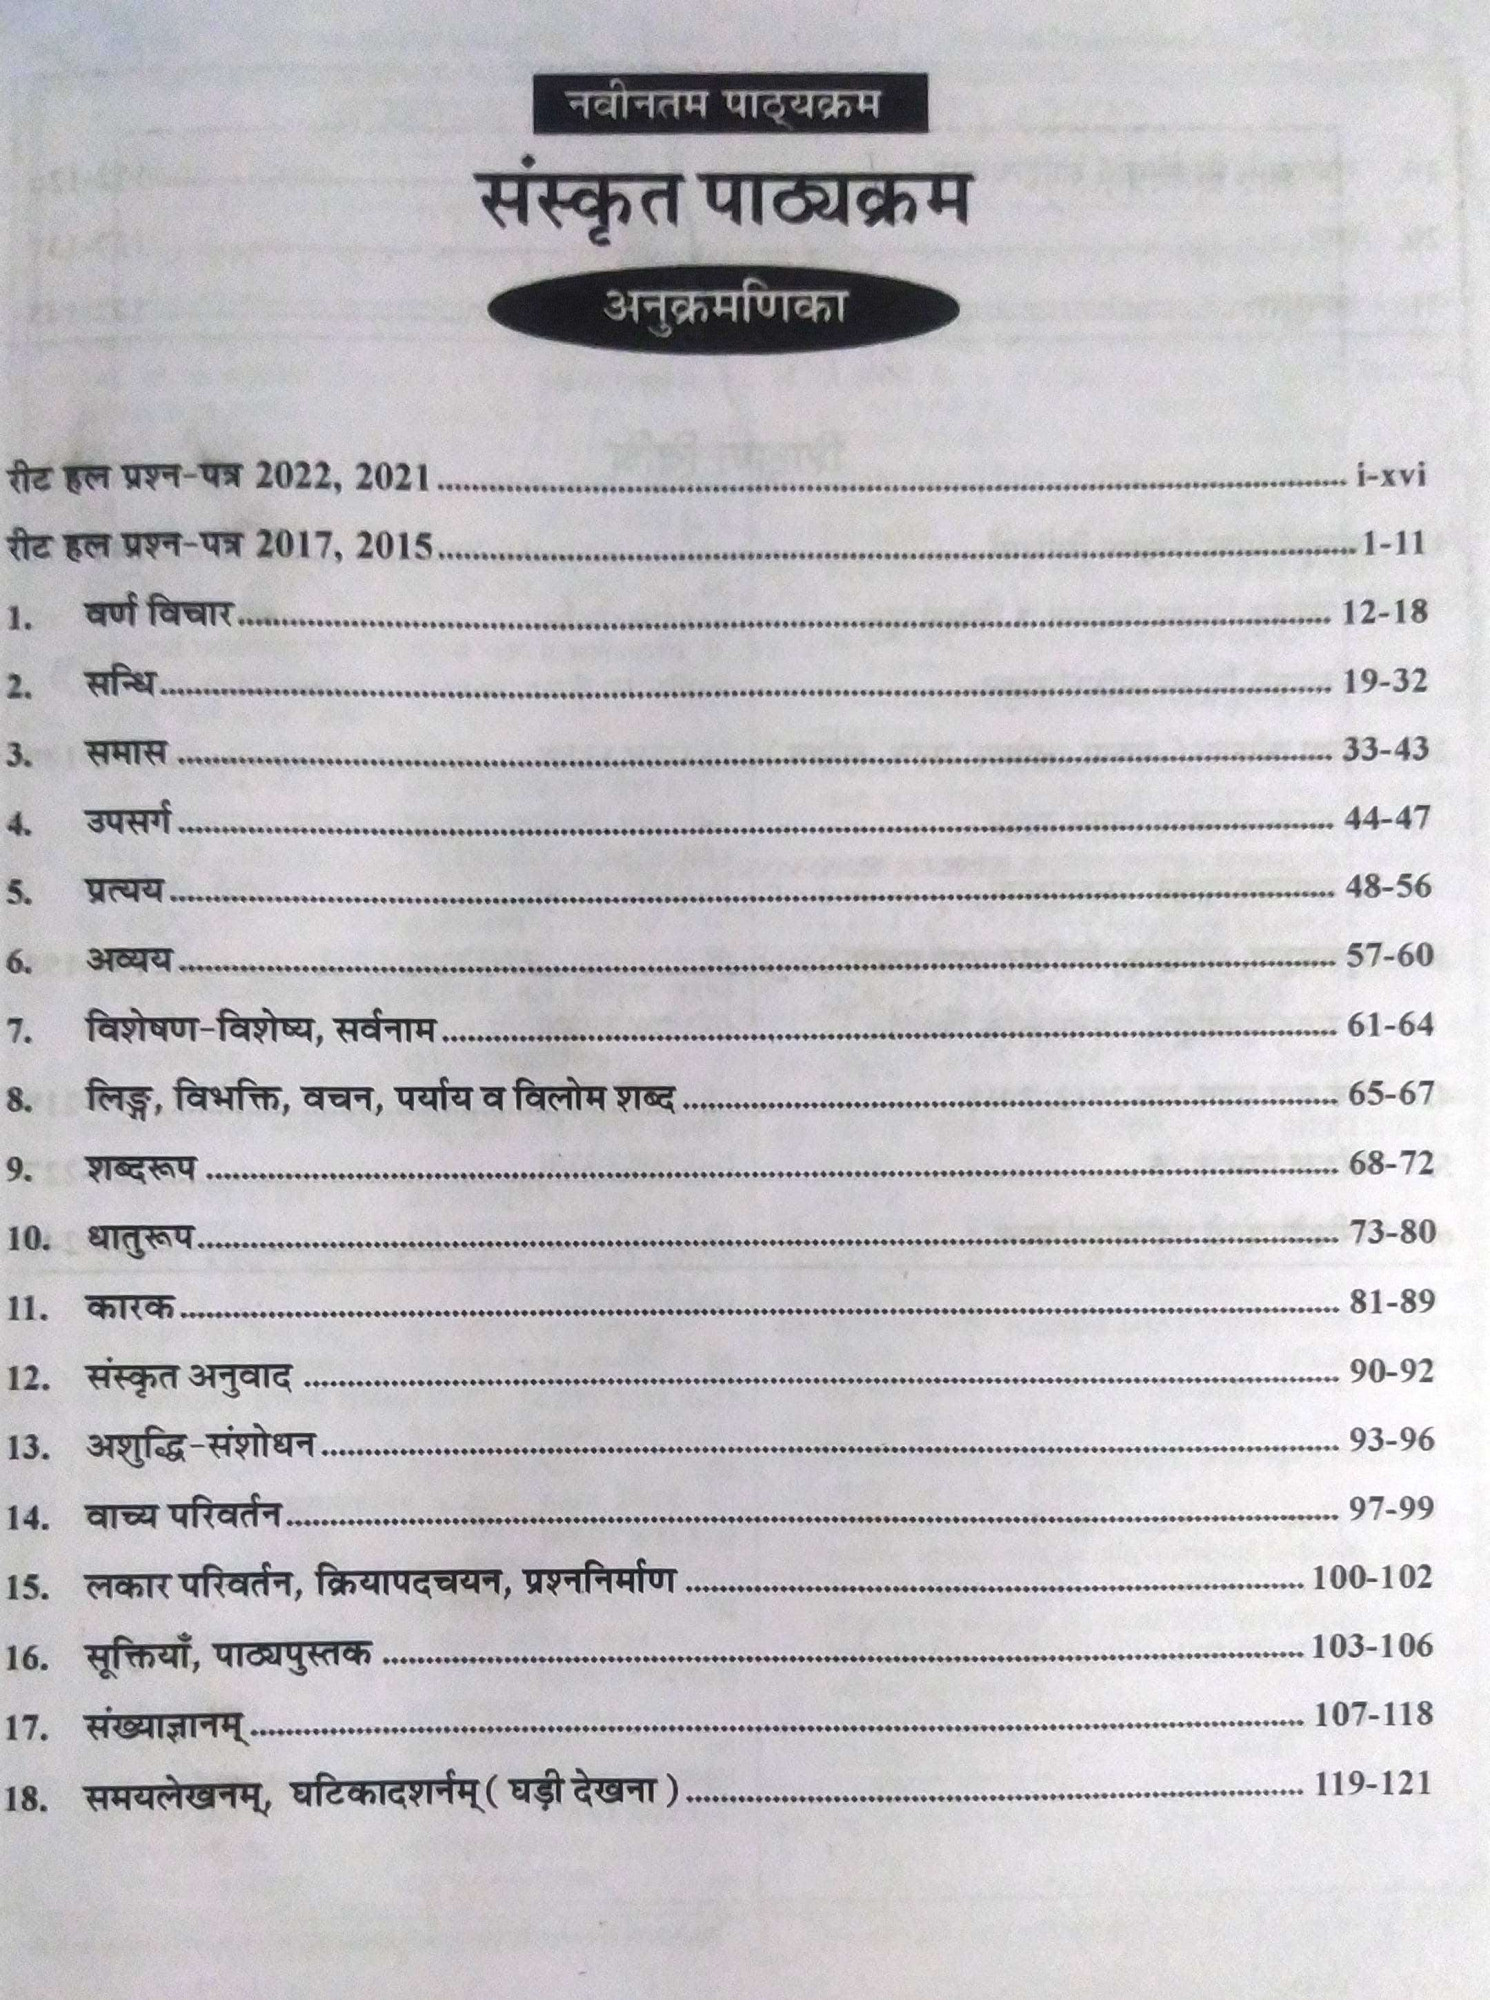 नवीनतम पाठ्यक्रम
संस्कृत पाठ्यक्रम
अनुक्रमणिका
रीट हल प्रश्न-पत्र 2022, 2021........ i-xvi
रीट हल प्रश्न-पत्र 2017, 2015........ 1-11
1. वर्ण विचार........ 12-18
2. सन्धि........ 19-32
3. समास ........ 33-43
4. उपसर्ग ........ 44-47
5. प्रत्यय ........ 48-56
6. अव्यय ........ 57-60
7. विशेषण-विशेष्य, सर्वनाम ........ 61-64
8. लिङ्ग, विभक्ति, वचन, पर्याय व विलोम शब्द ........ 65-67
9. शब्दरूप ........ 68-72
10. धातुरूप........ 73-80
11. कारक ........ 81-89
12. संस्कृत अनुवाद ........ 90-92
13. अशुद्धि-संशोधन ........ 93-96
14. वाच्य परिवर्तन ........ 97-99
15. लकार परिवर्तन, क्रियापदचयन, प्रश्ननिर्माण ........ 100-102
16. सूक्तियाँ, पाठ्यपुस्तक ........ 103-106
17. संख्याज्ञानम् ........ 107-118
18. समयलेखनम्, घटिकादशर्नम् ( घड़ी देखना ) ........ 119-121